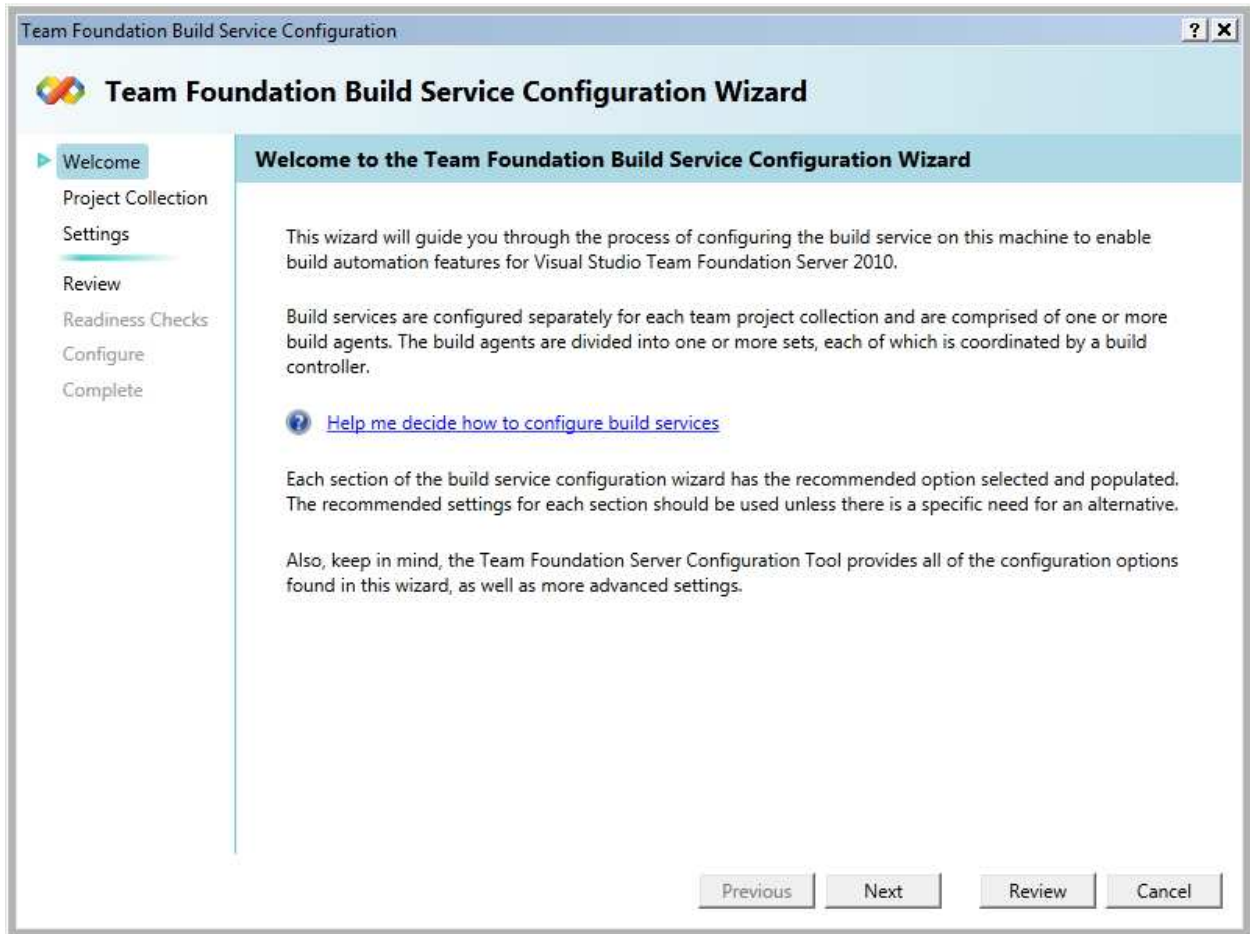 Team Foundation Build Service Configuration
Team Foundation Build Service Configuration Wizard
Welcome
Project Collection
Settings
Review
Readiness Checks
Configure
Complete
Welcome to the Team Foundation Build Service Configuration Wizard
This wizard will guide you through the process of configuring the build service on this machine to enable
build automation features for Visual Studio Team Foundation Server 2010.
Build services are configured separately for each team project collection and are comprised of one or more
build agents. The build agents are divided into one or more sets, each of which is coordinated by a build
controller.
Help me decide how to configure build services
Each section of the build service configuration wizard has the recommended option selected and populated.
The recommended settings for each section should be used unless there is a specific need for an alternative.
Also, keep in mind, the Team Foundation Server Configuration Tool provides all of the configuration options
found in this wizard, as well as more advanced settings.
Previous Next Review Cancel